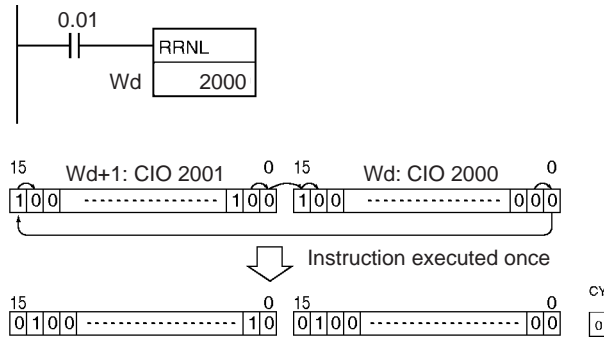 0.01
RRNL
Wd 2000
15 Wd+1: CIO 2001 0 15 Wd: CIO 2000 0
1 0 0 1 0 0 1 0 0 0 0 0
Instruction executed once
15 0 15 0 CY
0 1 0 0 1 0 0 1 0 0 0 0 0